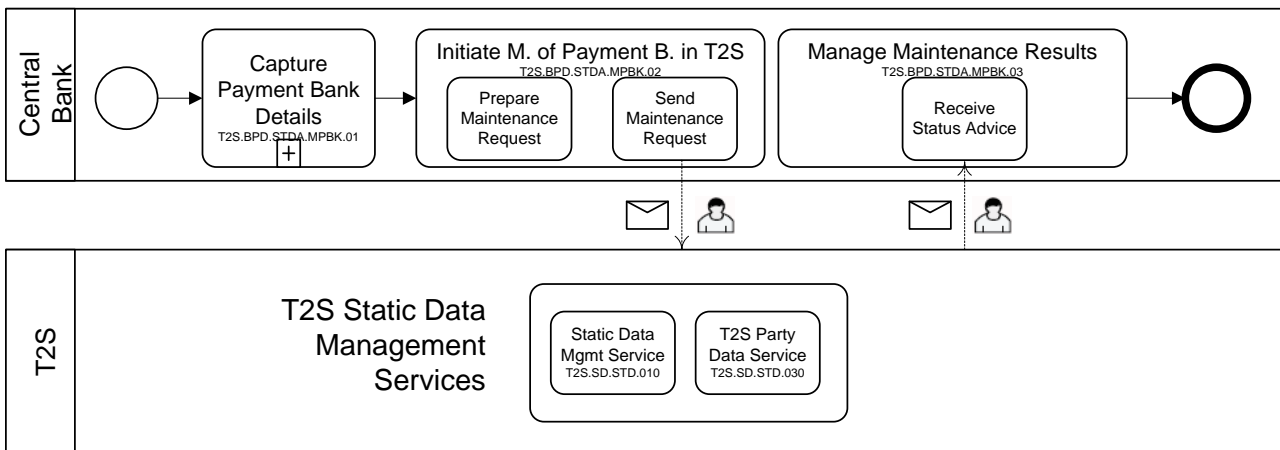 Central
Bank
Capture
Payment Bank
Details
T2S.BPD.STDA.MPBK.01
Initiate M. of Payment B. in T2S
T2S.BPD.STDA.MPBK.02
Prepare
Maintenance
Request
Send
Maintenance
Request
Manage Maintenance Results
T2S.BPD.STDA.MPBK.03
Receive
Status Advice
T2S
T2S Static Data
Management
Services
Static Data
Mgmt Service
T2S.SD.STD.010
T2S Party
Data Service
T2S.SD.STD.030